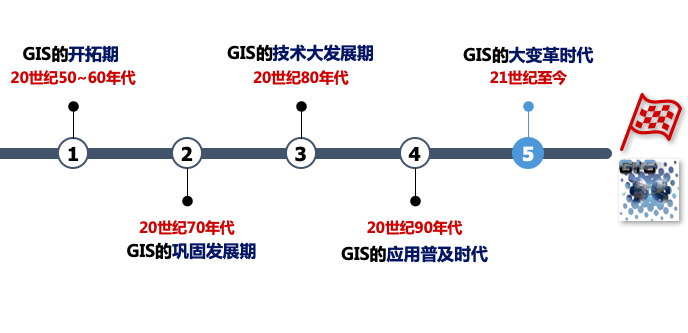 GIS的开拓期
20世纪50~60年代
GIS的技术大发展期
20世纪80年代
GIS的大变革时代
21世纪至今
1
2
3
4
5
GIS
20世纪70年代
GIS的巩固发展期
20世纪90年代
GIS的应用普及时代